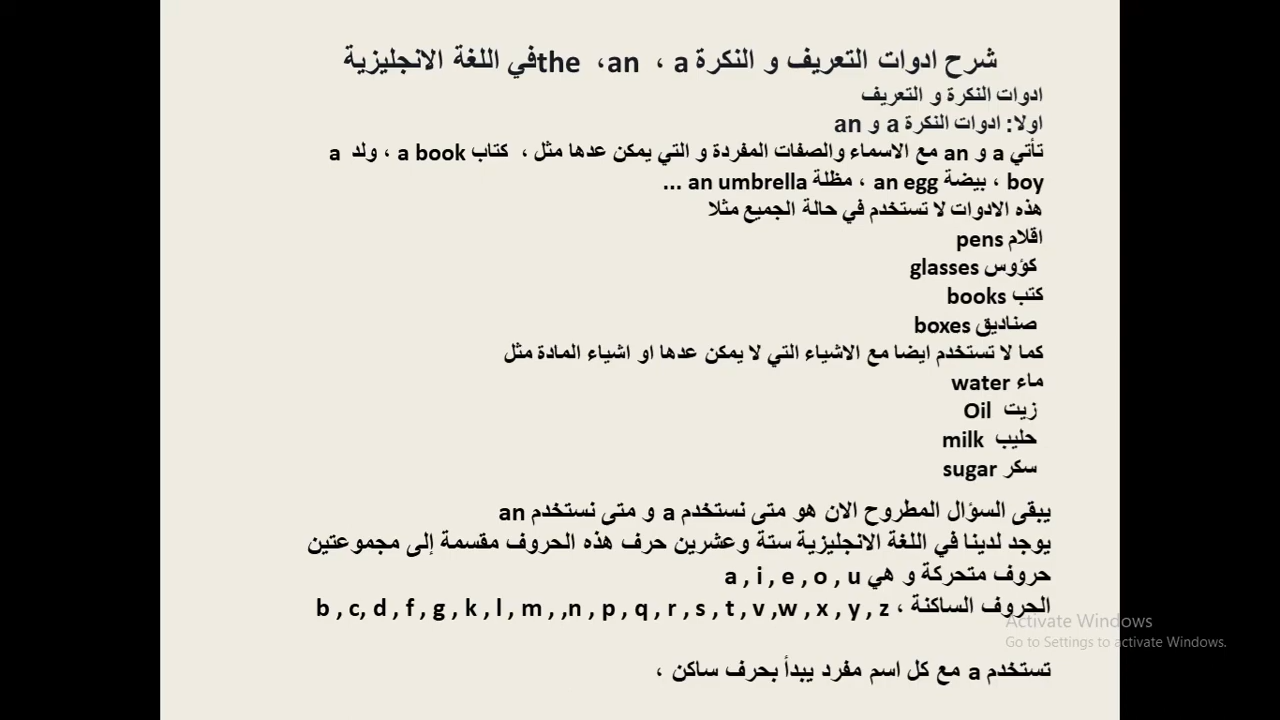 شرح ادوات التعريف و النكرة a ، an، theفي اللغة الانجليزية
ادوات النكرة و التعريف
اولا: ادوات النكرة a و an
تأتي a و an مع الاسماء والصفات المفردة و التي يمكن عدها مثل ، كتاب a book ، ولد a
boy ، بيضة an egg ، مظلة an umbrella ...
هذه الادوات لا تستخدم في حالة الجميع مثلا
اقلام pens
كؤوس glasses
كتب books
صناديق boxes
كما لا تستخدم ايضا مع الاشياء التي لا يمكن عدها او اشياء المادة مثل
ماء water
زيت Oil
حليب milk
سكر sugar
يبقى السؤال المطروح الان هو متى نستخدم a و متى نستخدم an
يوجد لدينا في اللغة الانجليزية ستة وعشرين حرف هذه الحروف مقسمة إلى مجموعتين
حروف متحركة و هي a , i , e , o , u
الحروف الساكنة ، b , c, d , f , g , k , l , m , ,n , p , q , r , s , t , v ,w , x , y , z
Activate Windows
Go to Settings to activate Windows.
تستخدم a مع كل اسم مفرد يبدأ بحرف ساكن ،